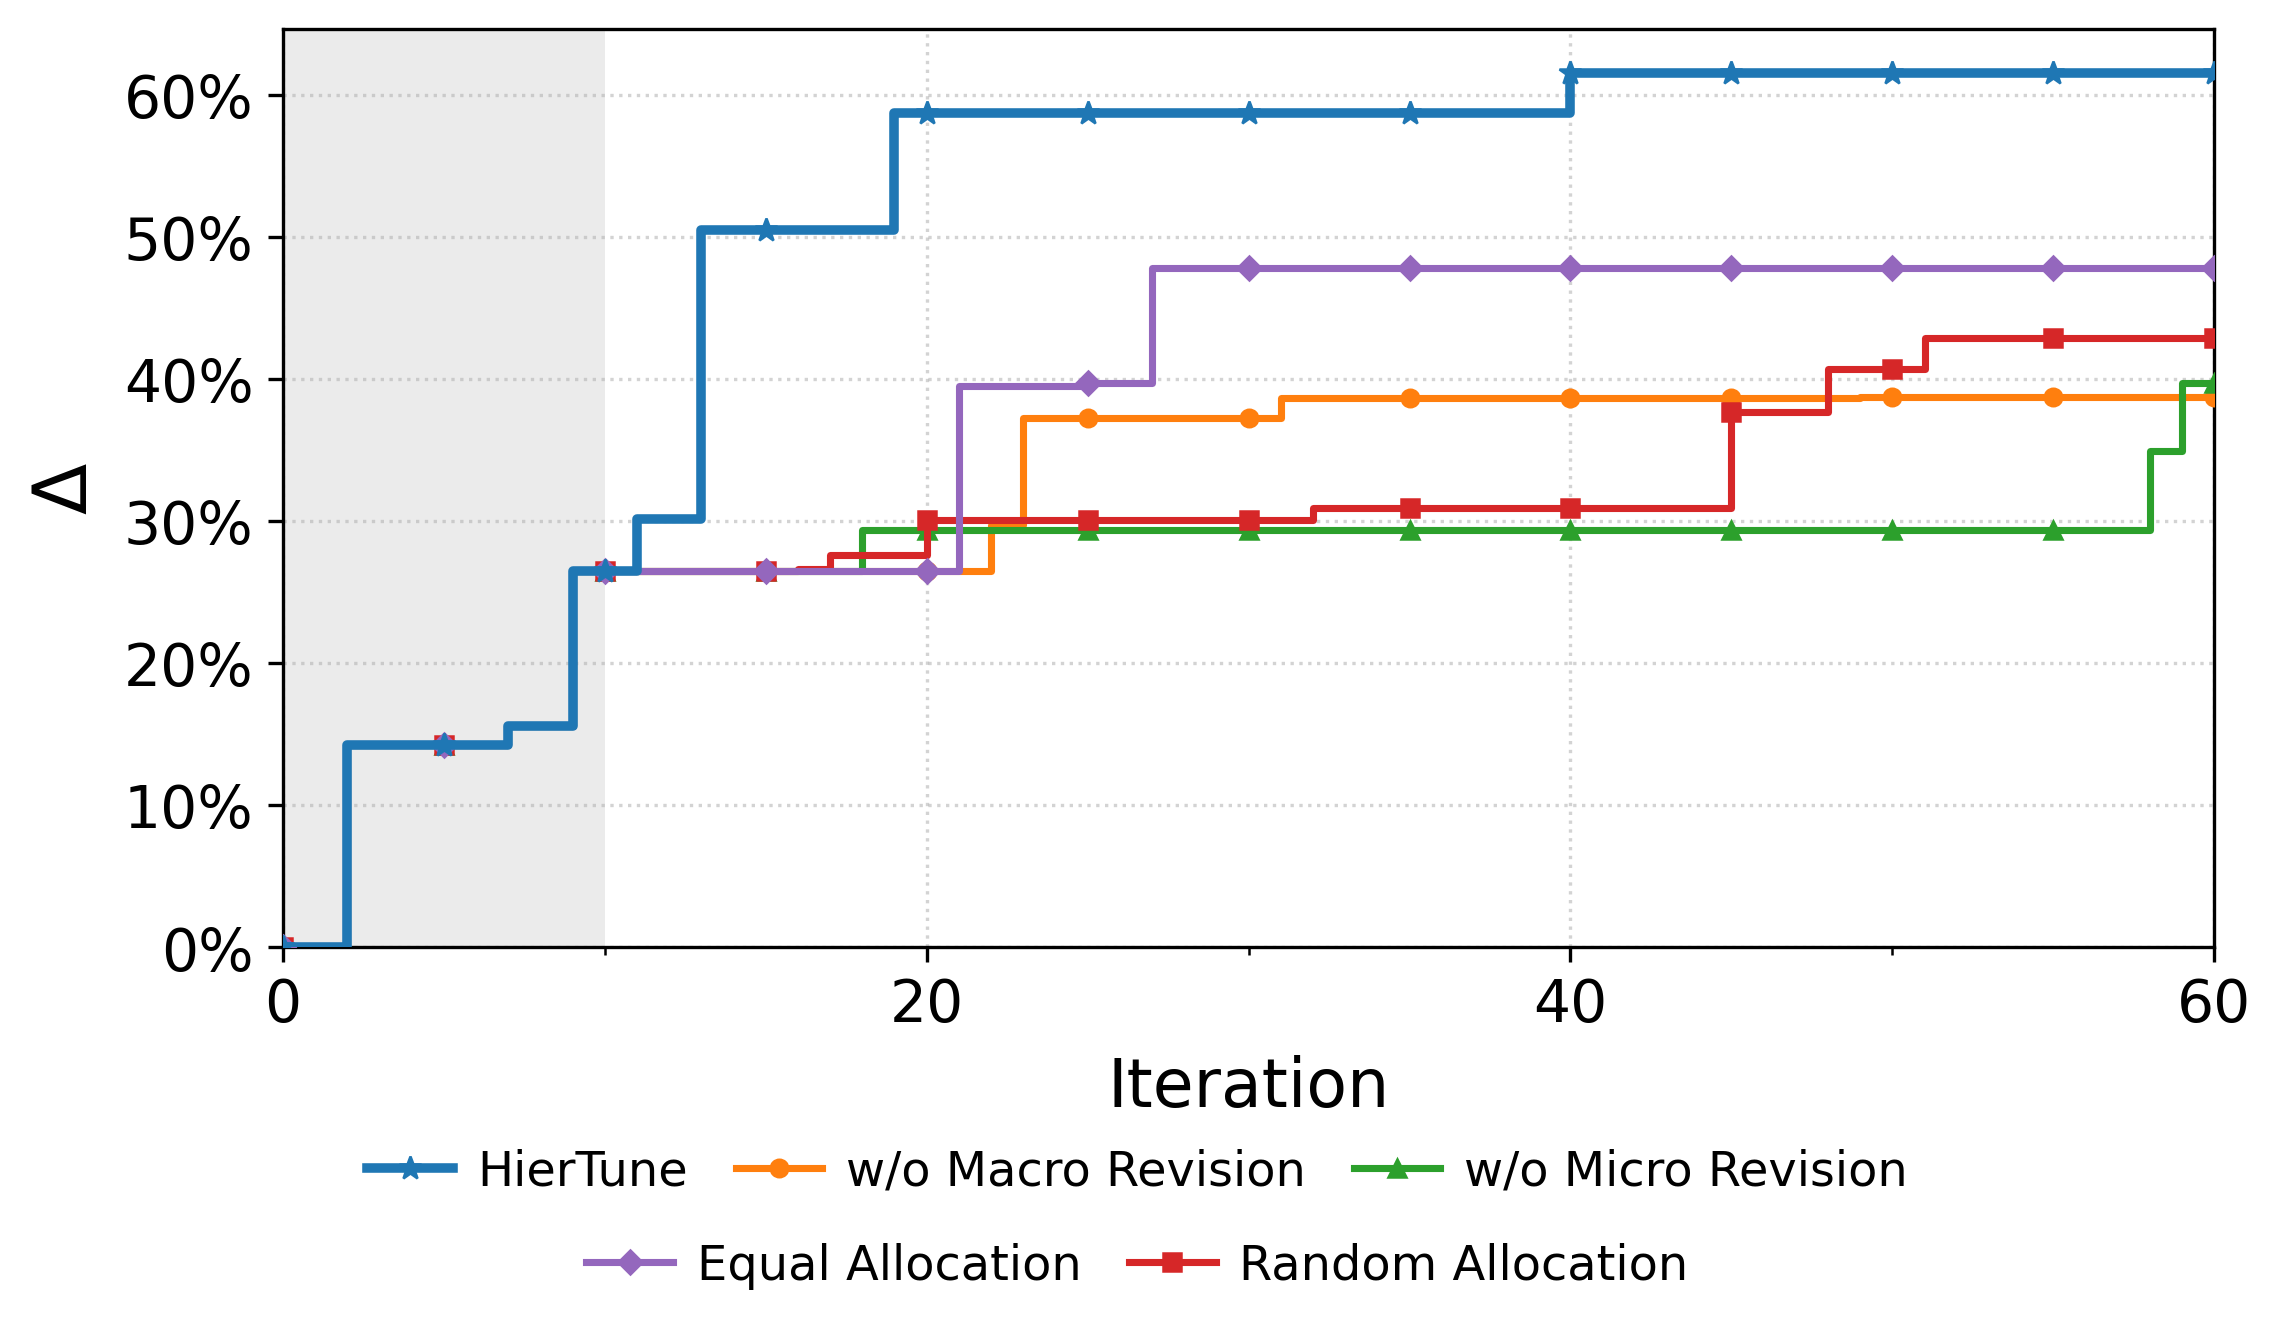 60%
50%
40%
30%
20%
10%
0%
Δ
0 20 40 60
Iteration
HierTune w/o Macro Revision w/o Micro Revision
Equal Allocation Random Allocation